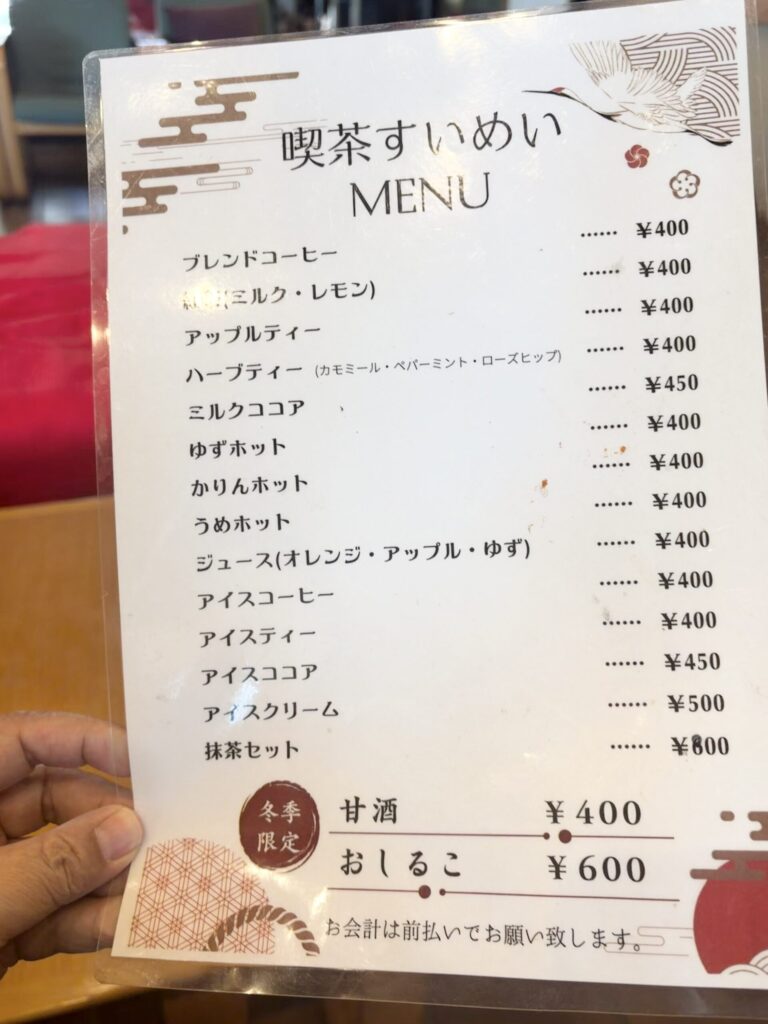 喫茶すいめい
MENU
ブレンドコーヒー ...... ¥400
(ミルク・レモン) ...... ¥400
アップルティー ...... ¥400
ハーブティー (カモミール・ペパーミント・ローズヒップ) ...... ¥400
ミルクココア ...... ¥450
ゆずホット ...... ¥400
かりんホット ...... ¥400
うめホット ...... ¥400
ジュース(オレンジ・アップル・ゆず) ...... ¥400
アイスコーヒー ...... ¥400
アイスティー ...... ¥400
アイスココア ...... ¥450
アイスクリーム ...... ¥500
抹茶セット ......
冬季
限定
甘酒 ¥400
おしるこ ¥600
お会計は前払いでお願い致します。